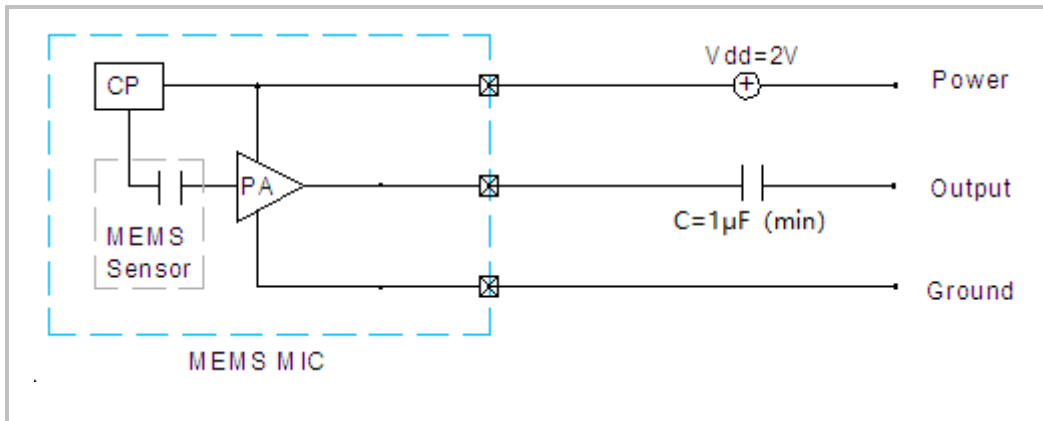 Vdd=2V
CP
Power
PA
Output
C=1μF (min)
MEMS
Sensor
Ground
MEMS MIC